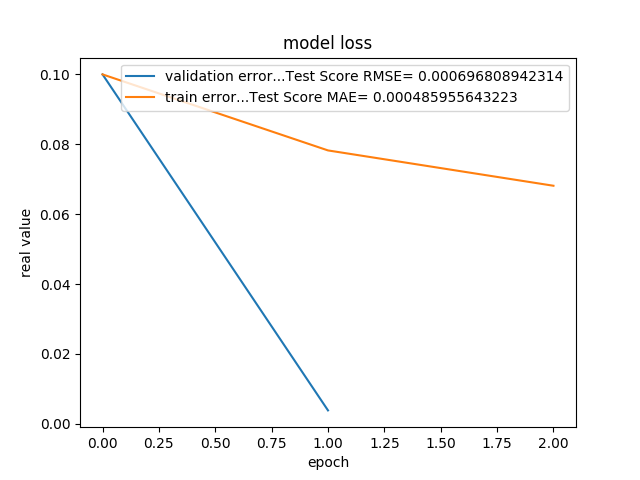 model loss
validation error...Test Score RMSE= 0.000696808942314
train error...Test Score MAE= 0.000485955643223
0.10
0.08
0.06
0.04
0.02
0.00
real value
0.00 0.25 0.50 0.75 1.00 1.25 1.50 1.75 2.00
epoch